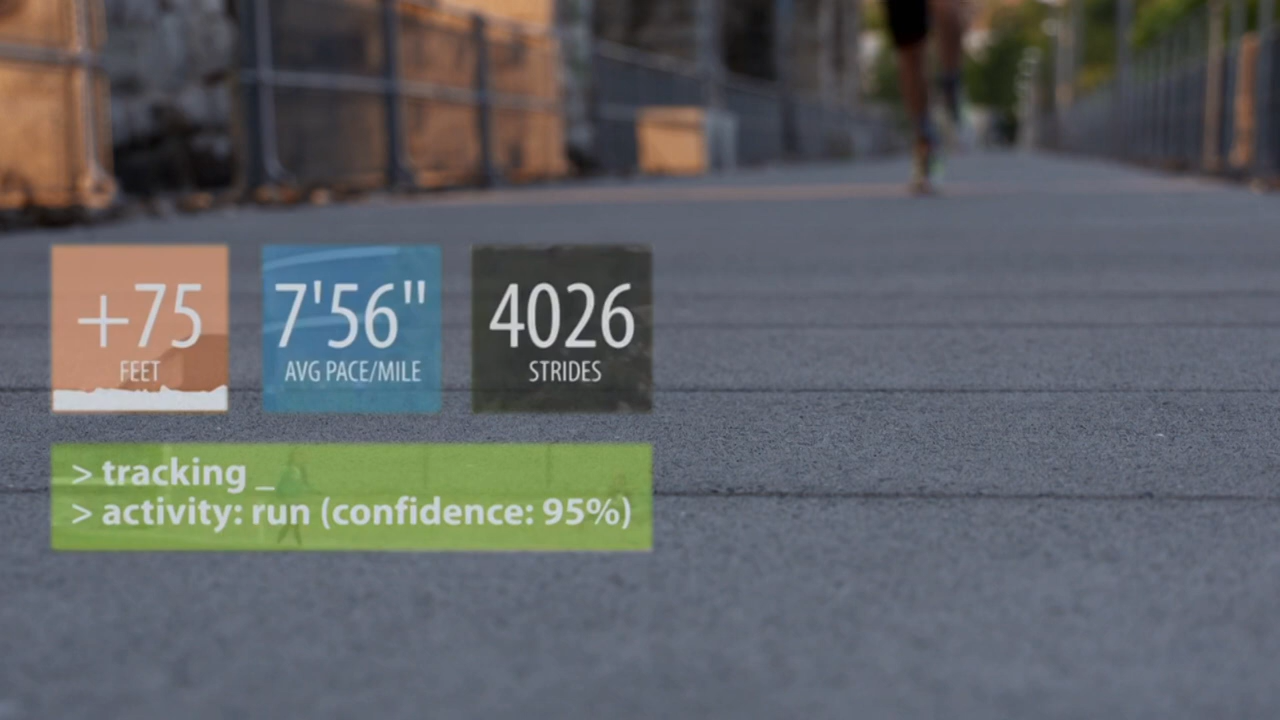 +75
FEET
7'56"
AVG PACE/MILE
4026
STRIDES
> tracking _
> activity: run (confidence: 95%)